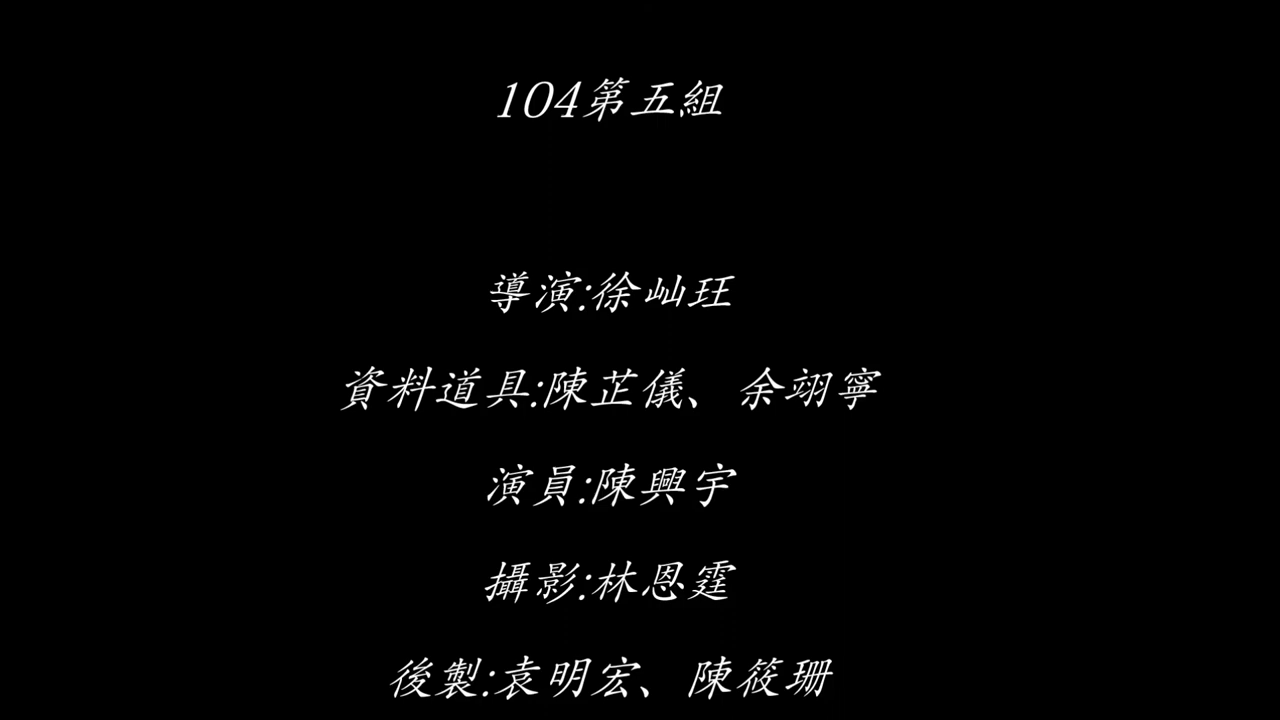 104第五組
導演:徐屾玨
資料道具:陳芷儀、余翊寧
演員:陳興宇
攝影:林恩霆
後製:袁明宏、陳筱珊